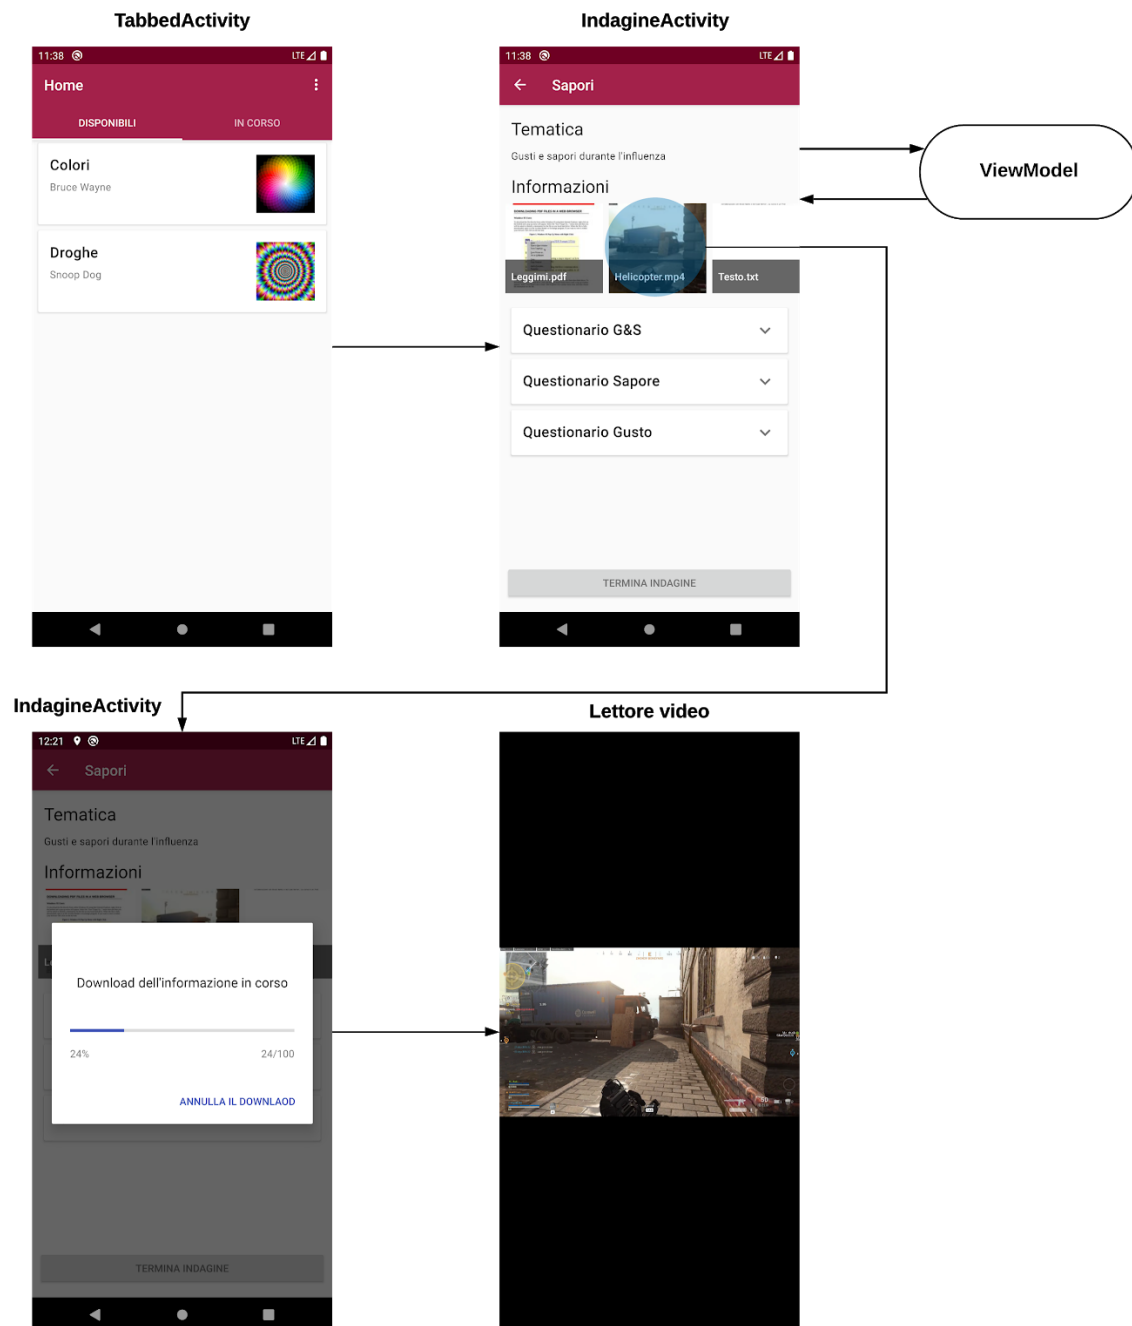 TabbedActivity
11:38
LTE
Home
DISPONIBILI
IN CORSO
Colori
Bruce Wayne
Droghe
Snoop Dog
IndagineActivity
11:38
LTE
Sapori
Tematica
Gusti e sapori durante l'influenza
Informazioni
Leggimi.pdf
Helicopter.mp4
Testo.txt
Questionario G&S
Questionario Sapore
Questionario Gusto
TERMINA INDAGINE
ViewModel
IndagineActivity
12:21
LTE
Sapori
Tematica
Gusti e sapori durante l'influenza
Informazioni
Download dell'informazione in corso
24%
24/100
ANNULLA IL DOWNLAOD
TERMINA INDAGINE
Lettore video